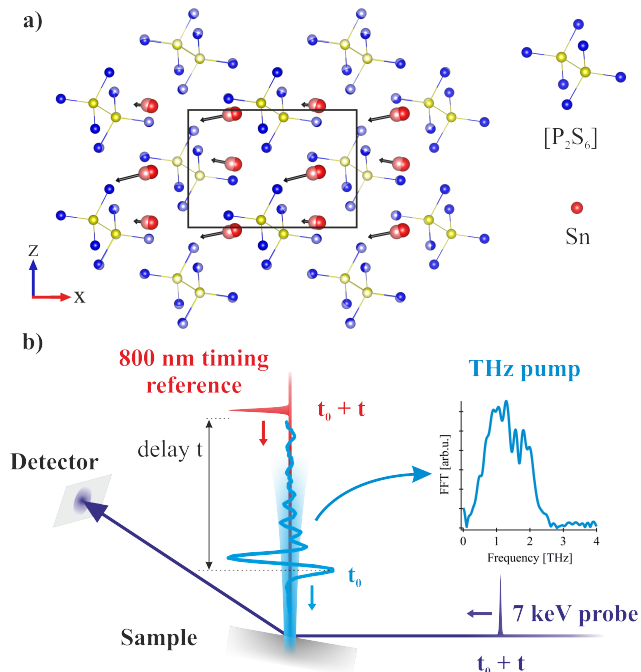 a)
[P₂S₆]
Sn
z
x
b)
800 nm timing
reference
THz pump
t₀ + t
delay t
Detector
FFT [arb.u.]
0 1 2 3 4
Frequency [THz]
t₀
7 keV probe
Sample
t₀ + t